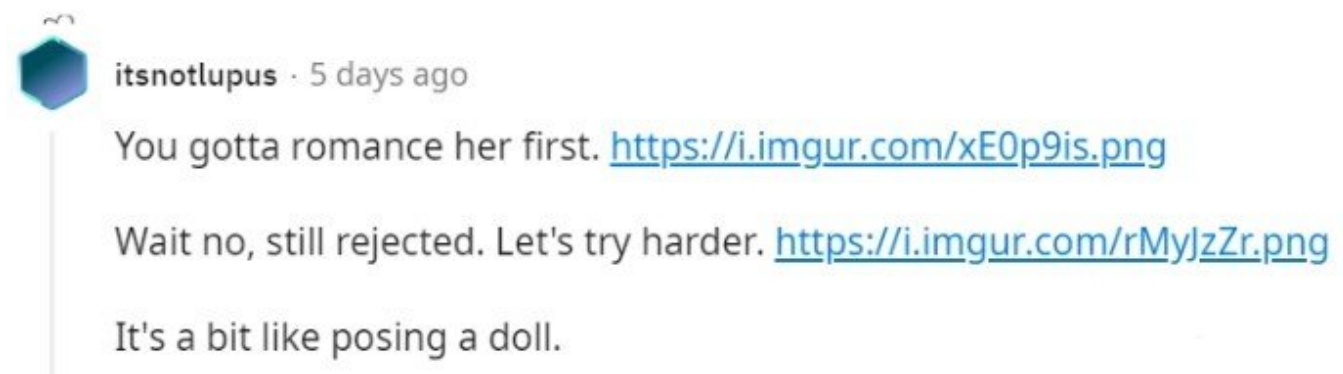 itsnotlupus · 5 days ago
You gotta romance her first. https://i.imgur.com/xE0p9is.png
Wait no, still rejected. Let's try harder. https://i.imgur.com/rMyJzZr.png
It's a bit like posing a doll.